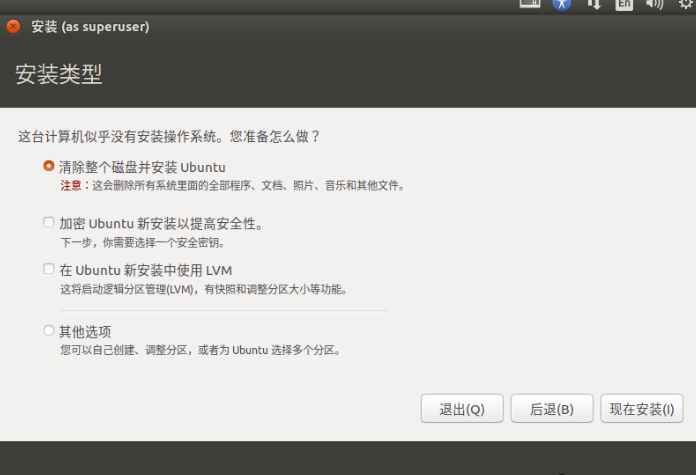 En
安装 (as superuser)
安装类型
这台计算机似乎没有安装操作系统。您准备怎么做？
清除整个磁盘并安装 Ubuntu
注意：这会删除所有系统里面的全部程序、文档、照片、音乐和其他文件。
加密 Ubuntu 新安装以提高安全性。
下一步，你需要选择一个安全密钥。
在 Ubuntu 新安装中使用 LVM
这将启动逻辑分区管理(LVM)，有快照和调整分区大小等功能。
其他选项
您可以自己创建、调整分区，或者为 Ubuntu 选择多个分区。
退出(Q) 后退(B) 现在安装(I)